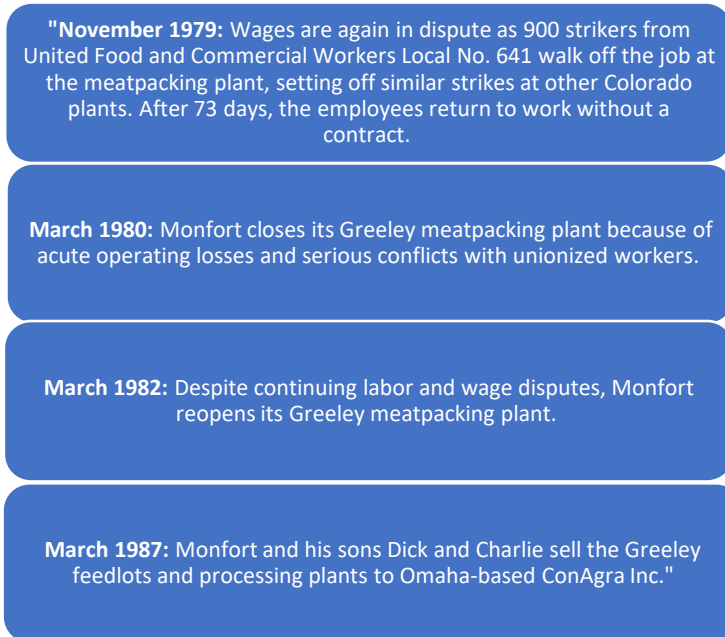 "November 1979: Wages are again in dispute as 900 strikers from
United Food and Commercial Workers Local No. 641 walk off the job at
the meatpacking plant, setting off similar strikes at other Colorado
plants. After 73 days, the employees return to work without a
contract.
March 1980: Monfort closes its Greeley meatpacking plant because of
acute operating losses and serious conflicts with unionized workers.
March 1982: Despite continuing labor and wage disputes, Monfort
reopens its Greeley meatpacking plant.
March 1987: Monfort and his sons Dick and Charlie sell the Greeley
feedlots and processing plants to Omaha-based ConAgra Inc."